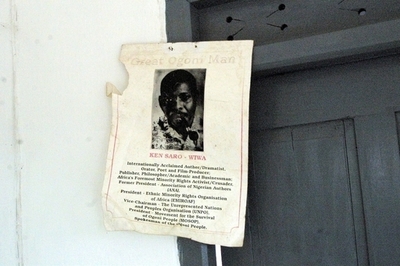 Great Ogoni Man
KEN SARO - WIWA
Internationally Acclaimed Author/Dramatist,
Orator, Poet and Film Producer,
Publisher, Philosopher/Academic and Businessman,
Africa's Foremost Minority Rights Activist/Crusader,
Former President - Association of Nigerian Authors
(ANA),
President - Ethnic Minority Rights Organisation
of Africa (EMIROAF)
Vice-Chairman - The Unrepresented Nations
and Peoples Organisation (UNPO),
President - Movement for the Survival
of Ogoni People (MOSOP),
Spokesman of the Ogoni People.